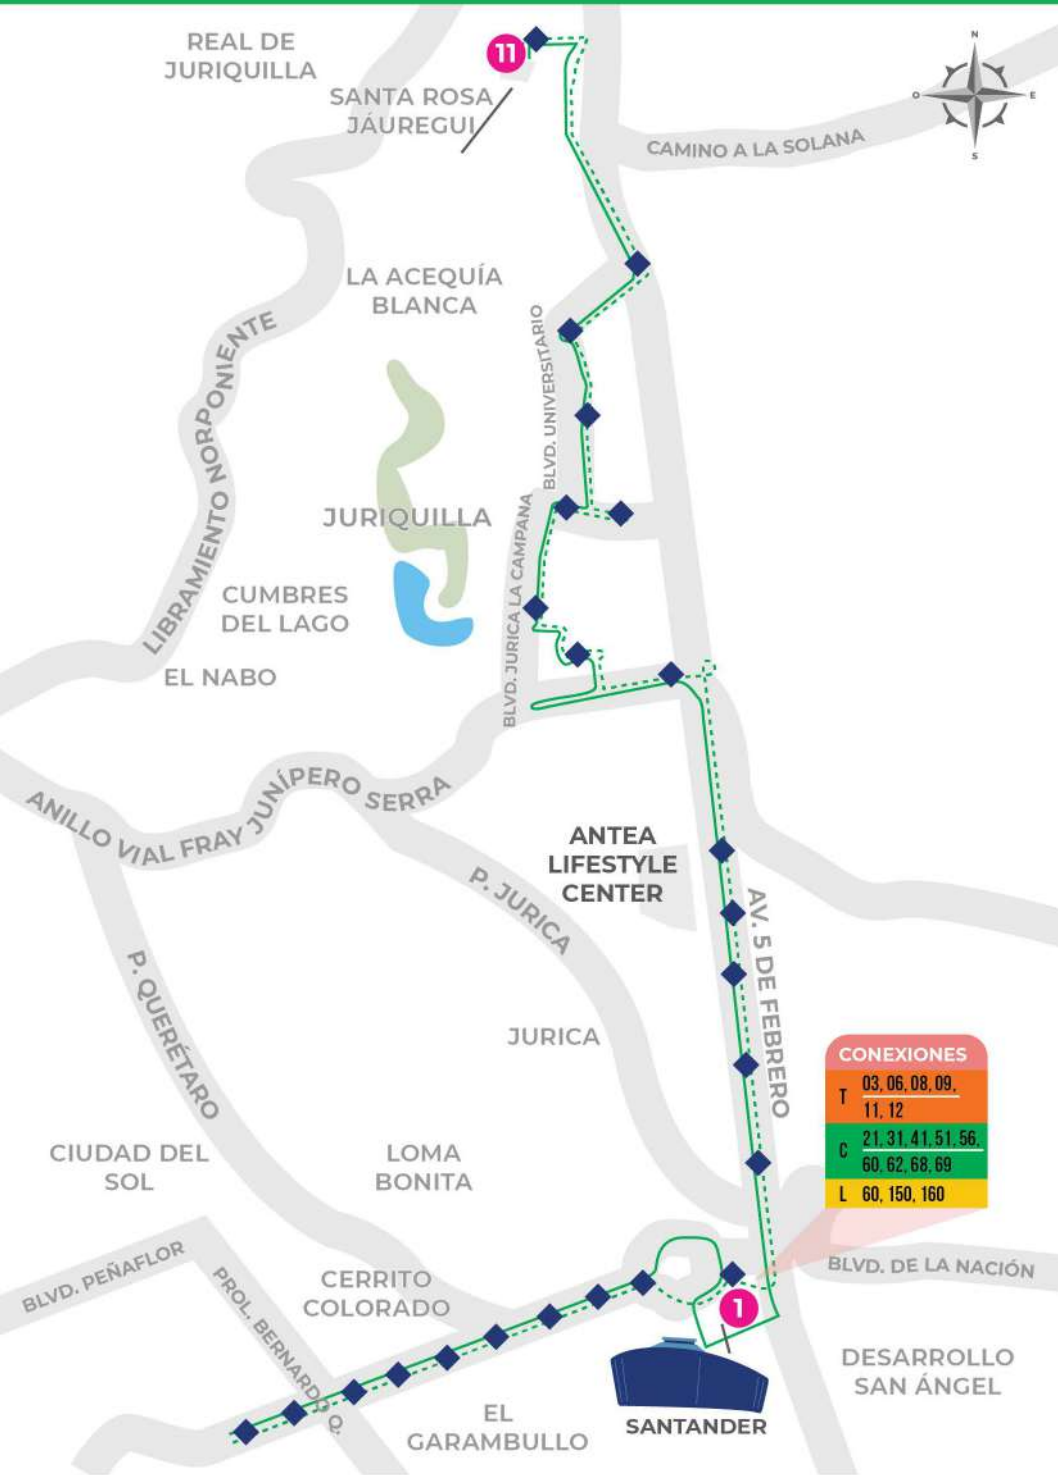 REAL DE
JURIQUILLA
11
SANTA ROSA
JÁUREGUI
N
O
E
S
CAMINO A LA SOLANA
LA ACEQUÍA
BLANCA
LIBRAMIENTO NORPONIENTE
BLVD. UNIVERSITARIO
JURIQUILLA
BLVD. JURICA LA CAMPANA
CUMBRES
DEL LAGO
EL NABO
ANILLO VIAL FRAY JUNÍPERO SERRA
ANTEA
LIFESTYLE
CENTER
P. JURICA
AV. 5 DE FEBRERO
P. QUERÉTARO
JURICA
CONEXIONES
T 03, 06, 08, 09,
11, 12
C 21, 31, 41, 51, 56,
60, 62, 68, 69
L 60, 150, 160
CIUDAD DEL
SOL
LOMA
BONITA
BLVD. PEÑAFLOR
PROL. BERNARDO Q.
CERRITO
COLORADO
BLVD. DE LA NACIÓN
1
DESARROLLO
SAN ÁNGEL
EL
GARAMBULLO
SANTANDER